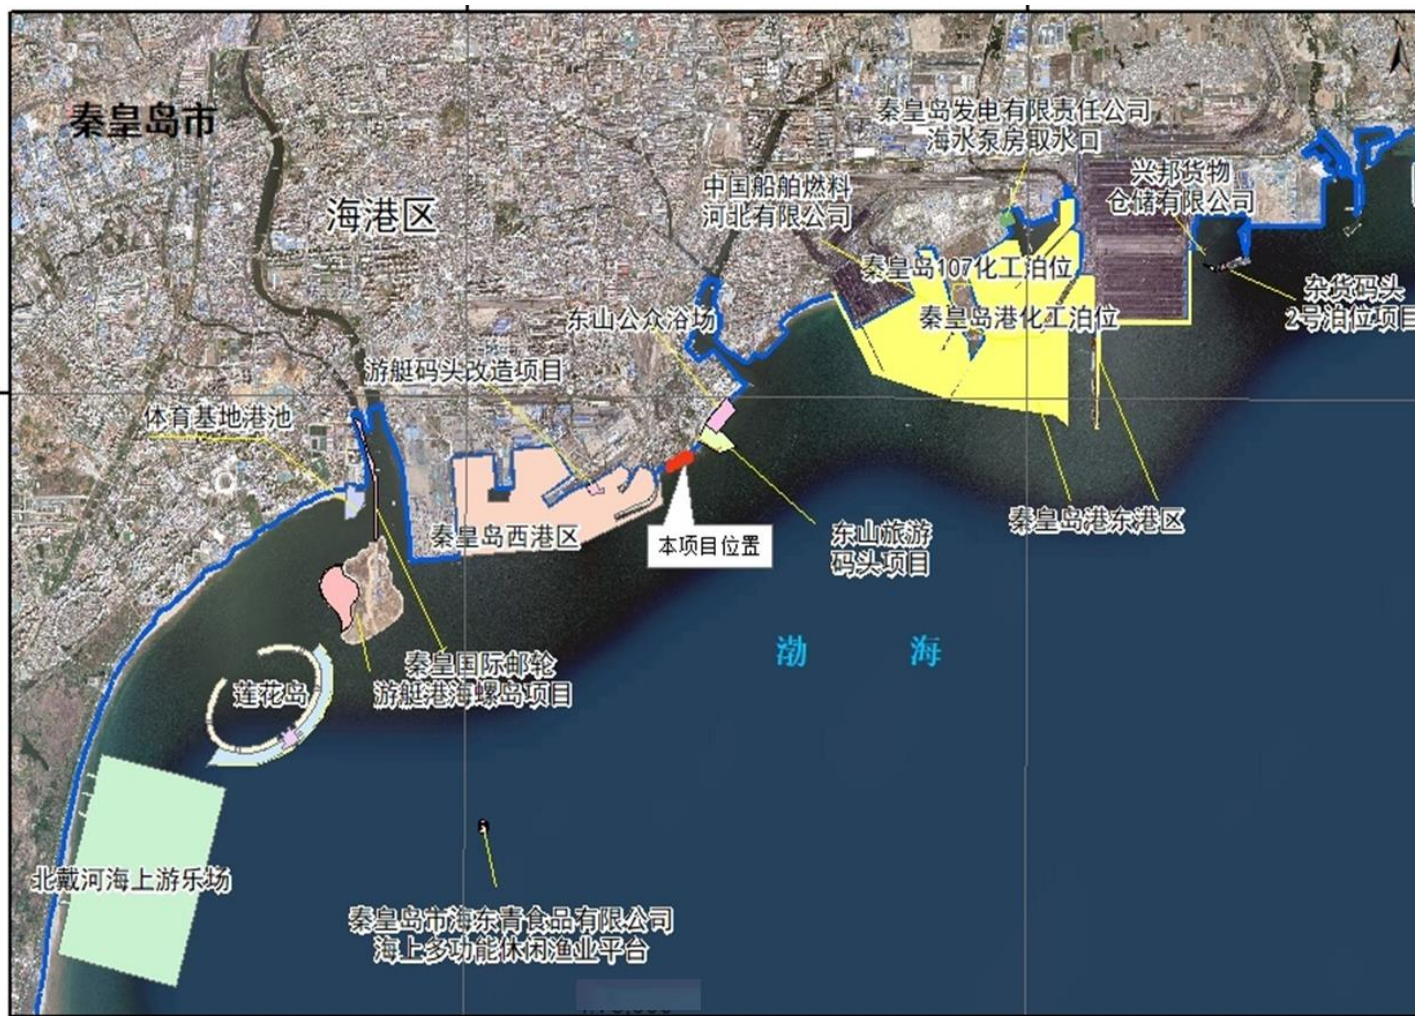 秦皇岛市
海港区
秦皇岛发电有限责任公司
海水泵房取水口
中国船舶燃料
河北有限公司
兴邦货物
仓储有限公司
秦皇岛107化工泊位
秦皇岛港化工泊位
杂货码头
2号泊位项目
东山公众浴场
游艇码头改造项目
体育基地港池
秦皇岛西港区
本项目位置
东山旅游
码头项目
秦皇岛港东港区
渤 海
秦皇国际邮轮
游艇港海螺岛项目
莲花岛
北戴河海上游乐场
秦皇岛市海东青食品有限公司
海上多功能休闲渔业平台